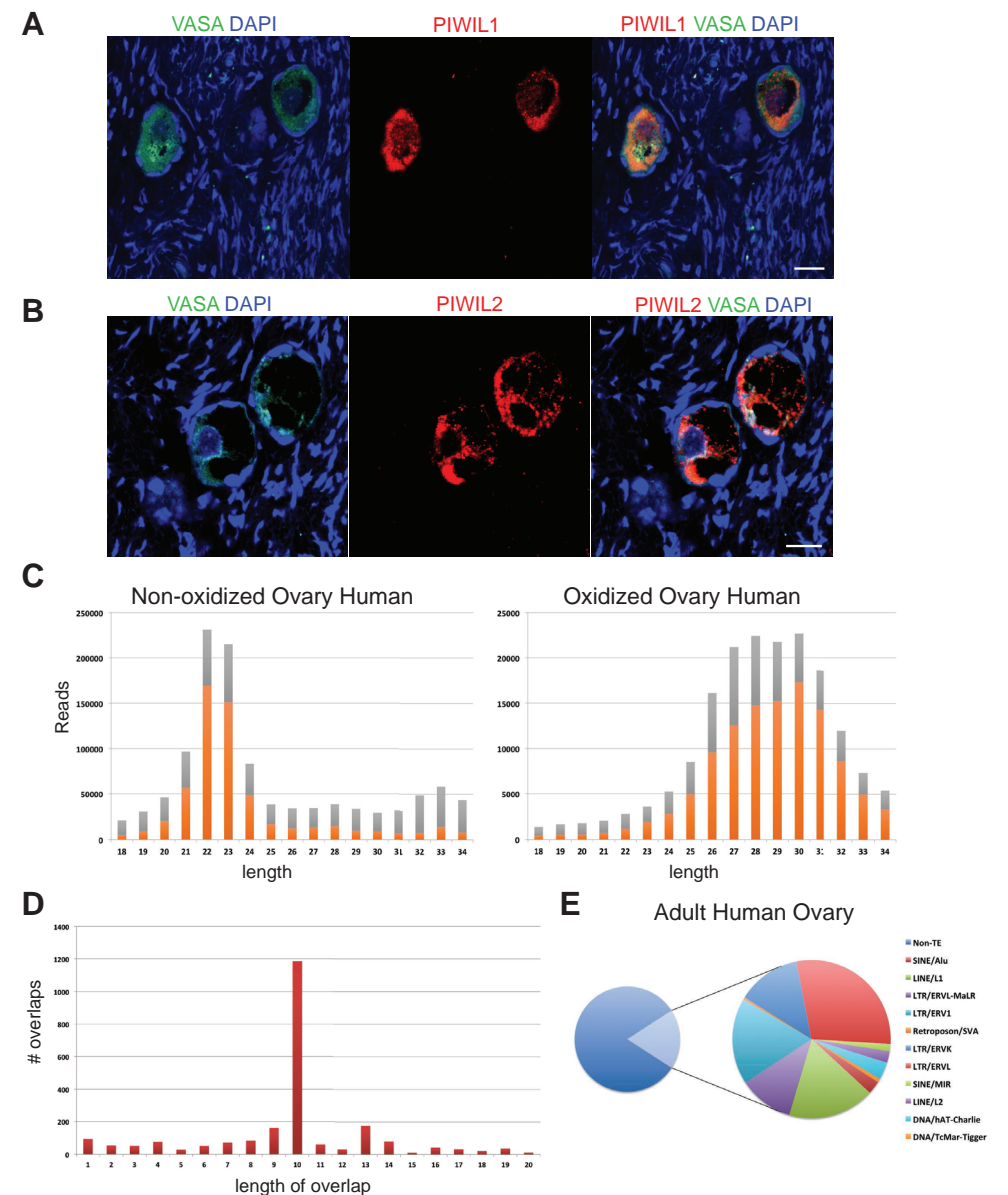 A
VASA DAPI
PIWIL1
PIWIL1 VASA DAPI
B
VASA DAPI
PIWIL2
PIWIL2 VASA DAPI
C
Non-oxidized Ovary Human
Reads
250000
200000
150000
100000
50000
0
18 19 20 21 22 23 24 25 26 27 28 29 30 31 32 33 34
length
Oxidized Ovary Human
25000
20000
15000
10000
5000
0
18 19 20 21 22 23 24 25 26 27 28 29 30 3: 32 33 34
length
D
# overlaps
1400
1200
1000
800
600
400
200
0
1 2 3 4 5 6 7 8 9 10 11 12 13 14 15 16 17 18 19 20
length of overlap
E
Adult Human Ovary
Non-TE
SINE/Alu
LINE/L1
LTR/ERVL-MaLR
LTR/ERV1
Retroposon/SVA
LTR/ERVK
LTR/ERVL
SINE/MIR
LINE/L2
DNA/hAT-Charlie
DNA/TcMar-Tigger